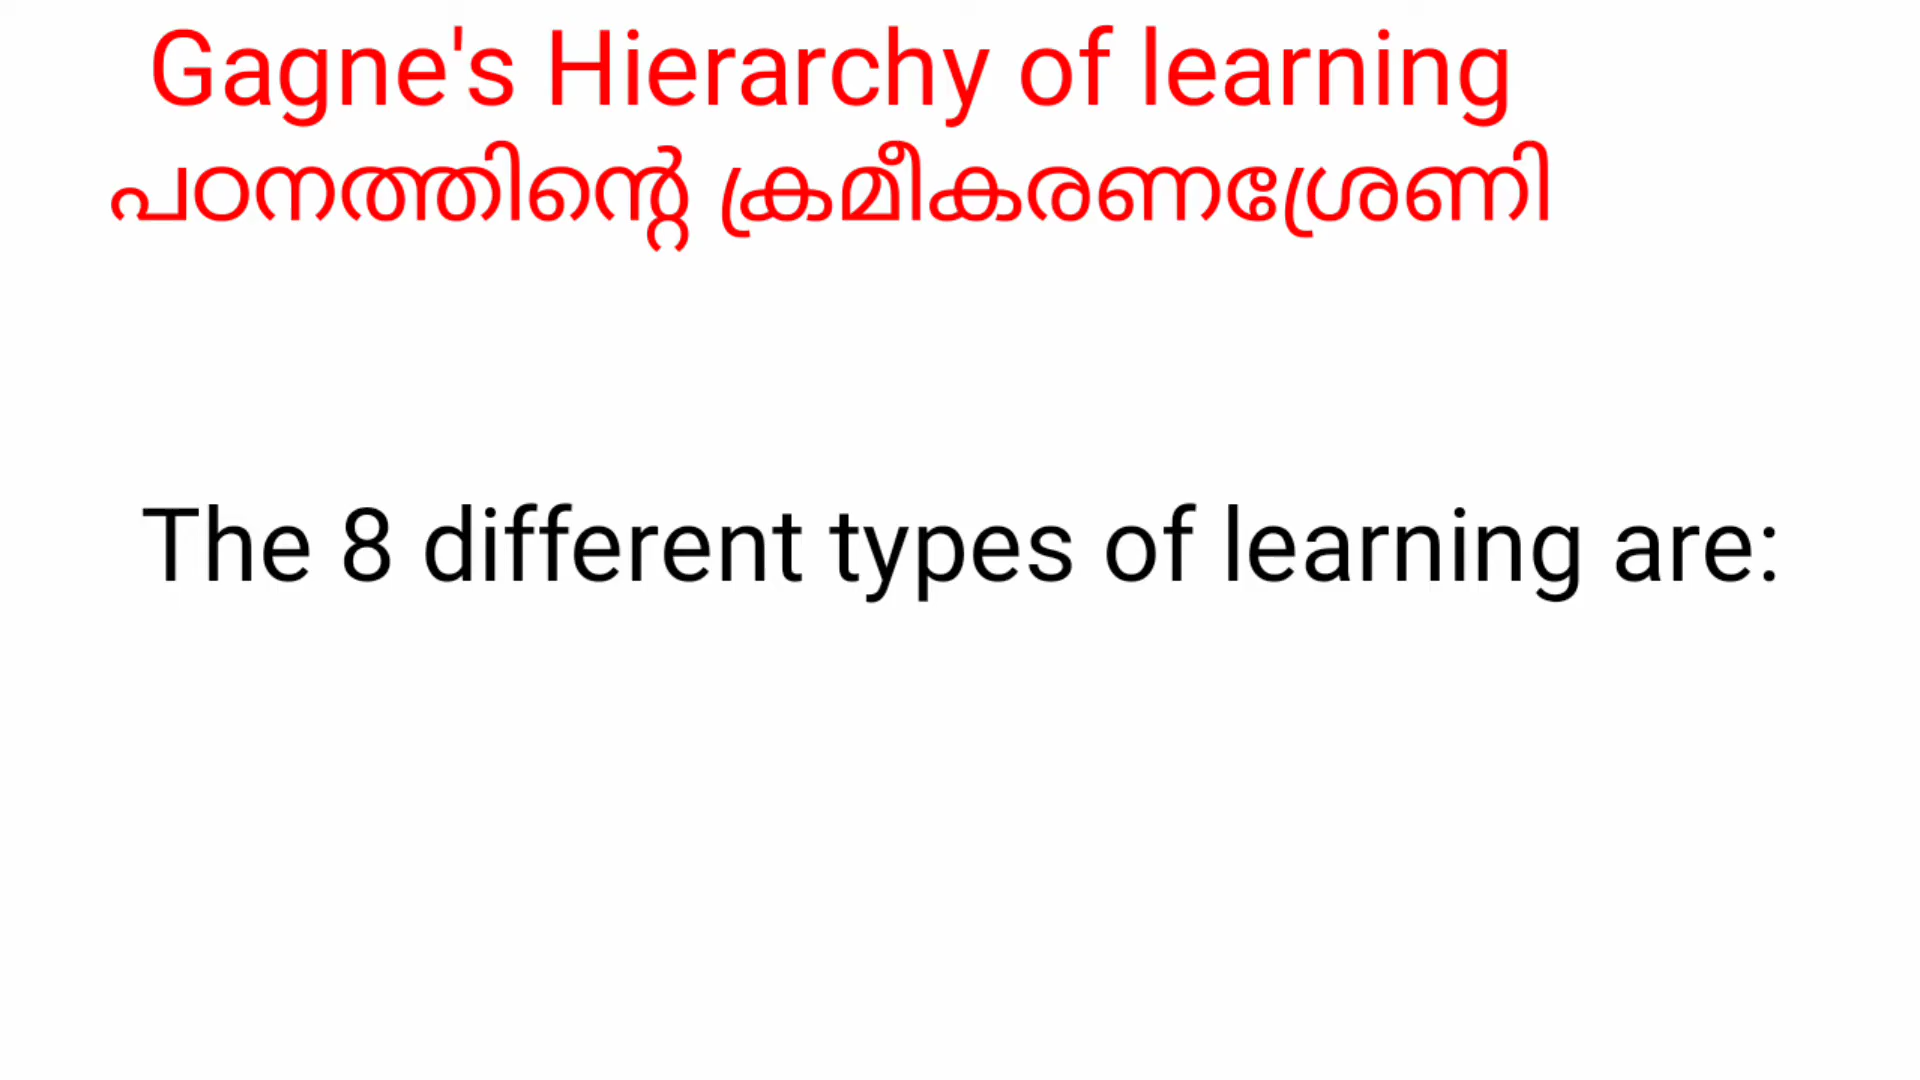 Gagne's Hierarchy of learning
പഠനത്തിന്റെ ക്രമീകരണശ്രേണി
The 8 different types of learning are: